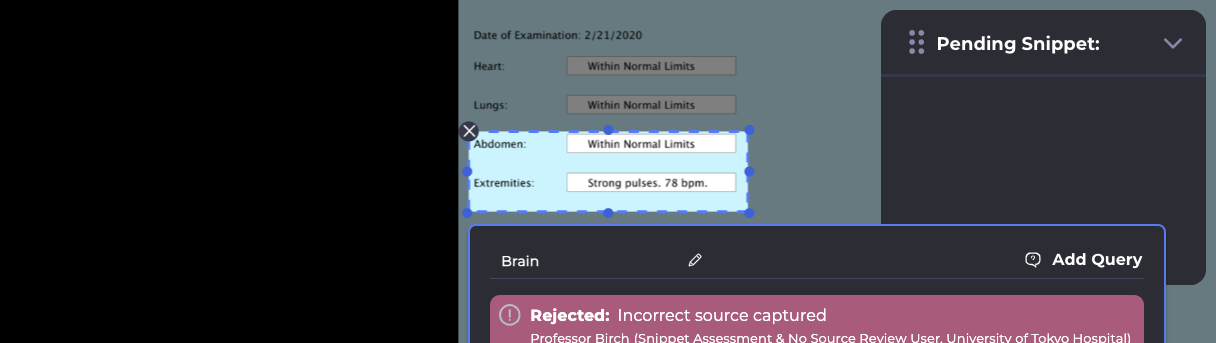 Date of Examination: 2/21/2020
Pending Snippet:
Heart: Within Normal Limits
Lungs: Within Normal Limits
Abdomen: Within Normal Limits
Extremities: Strong pulses. 78 bpm.
Brain
Add Query
Rejected: Incorrect source captured
Professor Birch (Snippet Assessment & No Source Review User, University of Tokyo Hospital)